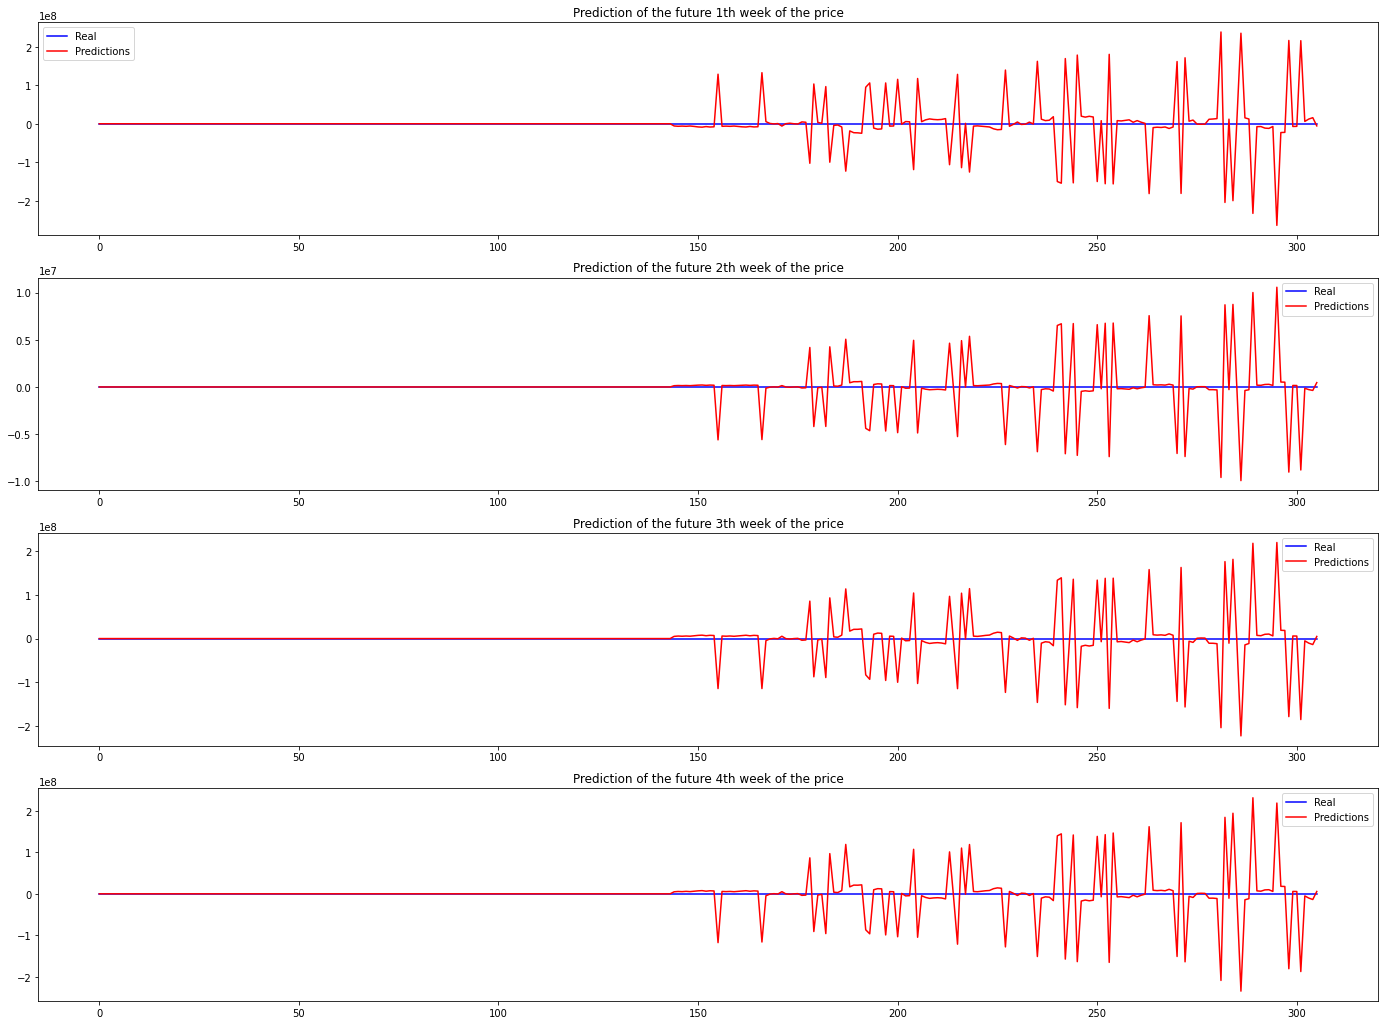 Prediction of the future 1th week of the price
1e8
Real
Predictions
2
1
0
−1
−2
0 50 100 150 200 250 300
Prediction of the future 2th week of the price
1e7
Real
Predictions
1.0
0.5
0.0
−0.5
−1.0
0 50 100 150 200 250 300
Prediction of the future 3th week of the price
1e8
Real
Predictions
2
1
0
−1
−2
0 50 100 150 200 250 300
Prediction of the future 4th week of the price
1e8
Real
Predictions
2
1
0
−1
−2
0 50 100 150 200 250 300